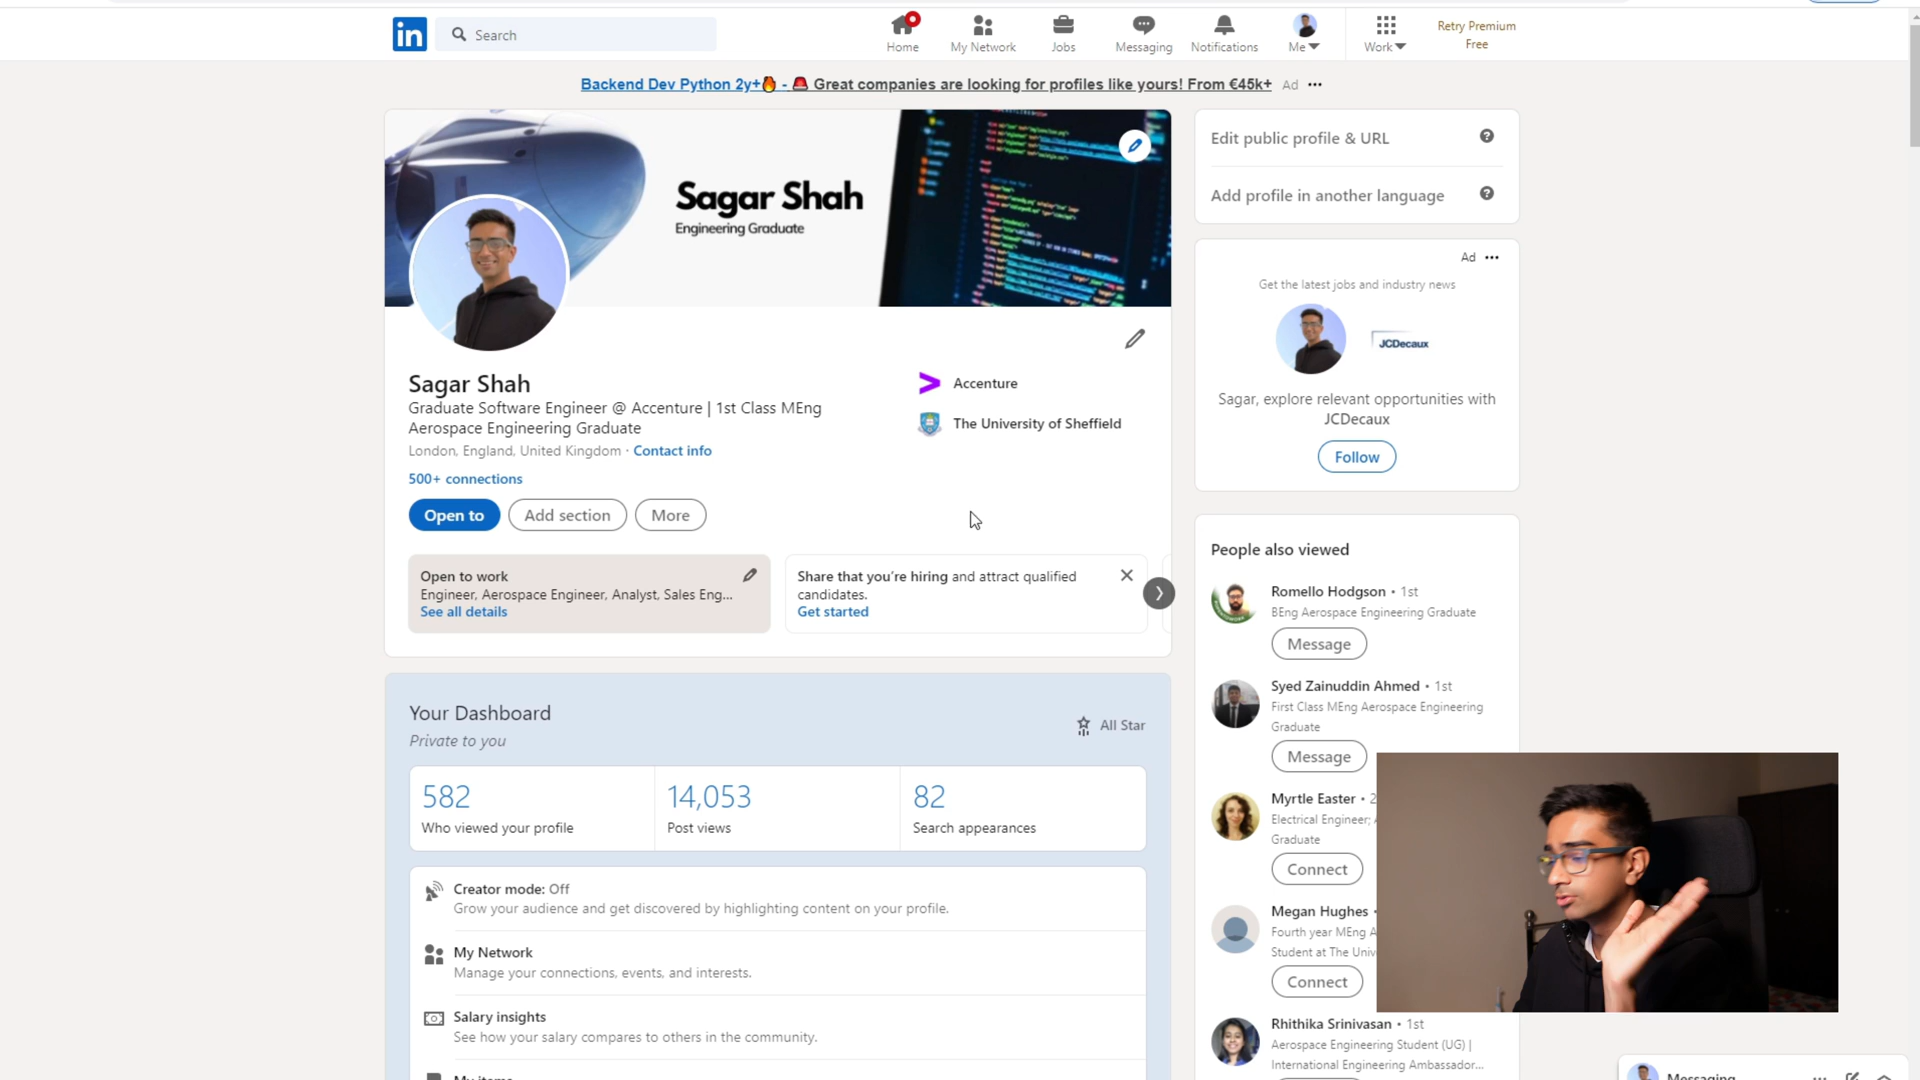 in
Search
Home
My Network
Jobs
Messaging
Notifications
Me
Work
Retry Premium
Free
Backend Dev Python 2y+🔥 - 🚨 Great companies are looking for profiles like yours! From €45k+ Ad •••
Sagar Shah
Engineering Graduate
Sagar Shah
Graduate Software Engineer @ Accenture | 1st Class MEng
Aerospace Engineering Graduate
London, England, United Kingdom · Contact info
500+ connections
Accenture
The University of Sheffield
Open to
Add section
More
Open to work
Engineer, Aerospace Engineer, Analyst, Sales Eng...
See all details
Share that you're hiring and attract qualified
candidates.
Get started
Your Dashboard
Private to you
All Star
582
Who viewed your profile
14,053
Post views
82
Search appearances
Creator mode: Off
Grow your audience and get discovered by highlighting content on your profile.
My Network
Manage your connections, events, and interests.
Salary insights
See how your salary compares to others in the community.
My items
Edit public profile & URL
Add profile in another language
Ad •••
Get the latest jobs and industry news
JCDecaux
Sagar, explore relevant opportunities with
JCDecaux
Follow
People also viewed
Romello Hodgson • 1st
BEng Aerospace Engineering Graduate
Message
Syed Zainuddin Ahmed • 1st
First Class MEng Aerospace Engineering
Graduate
Message
Myrtle Easter • 2
Electrical Engineer;
Graduate
Connect
Megan Hughes •
Fourth year MEng A
Student at The Univ
Connect
Rhithika Srinivasan • 1st
Aerospace Engineering Student (UG) |
International Engineering Ambassador...
Messaging